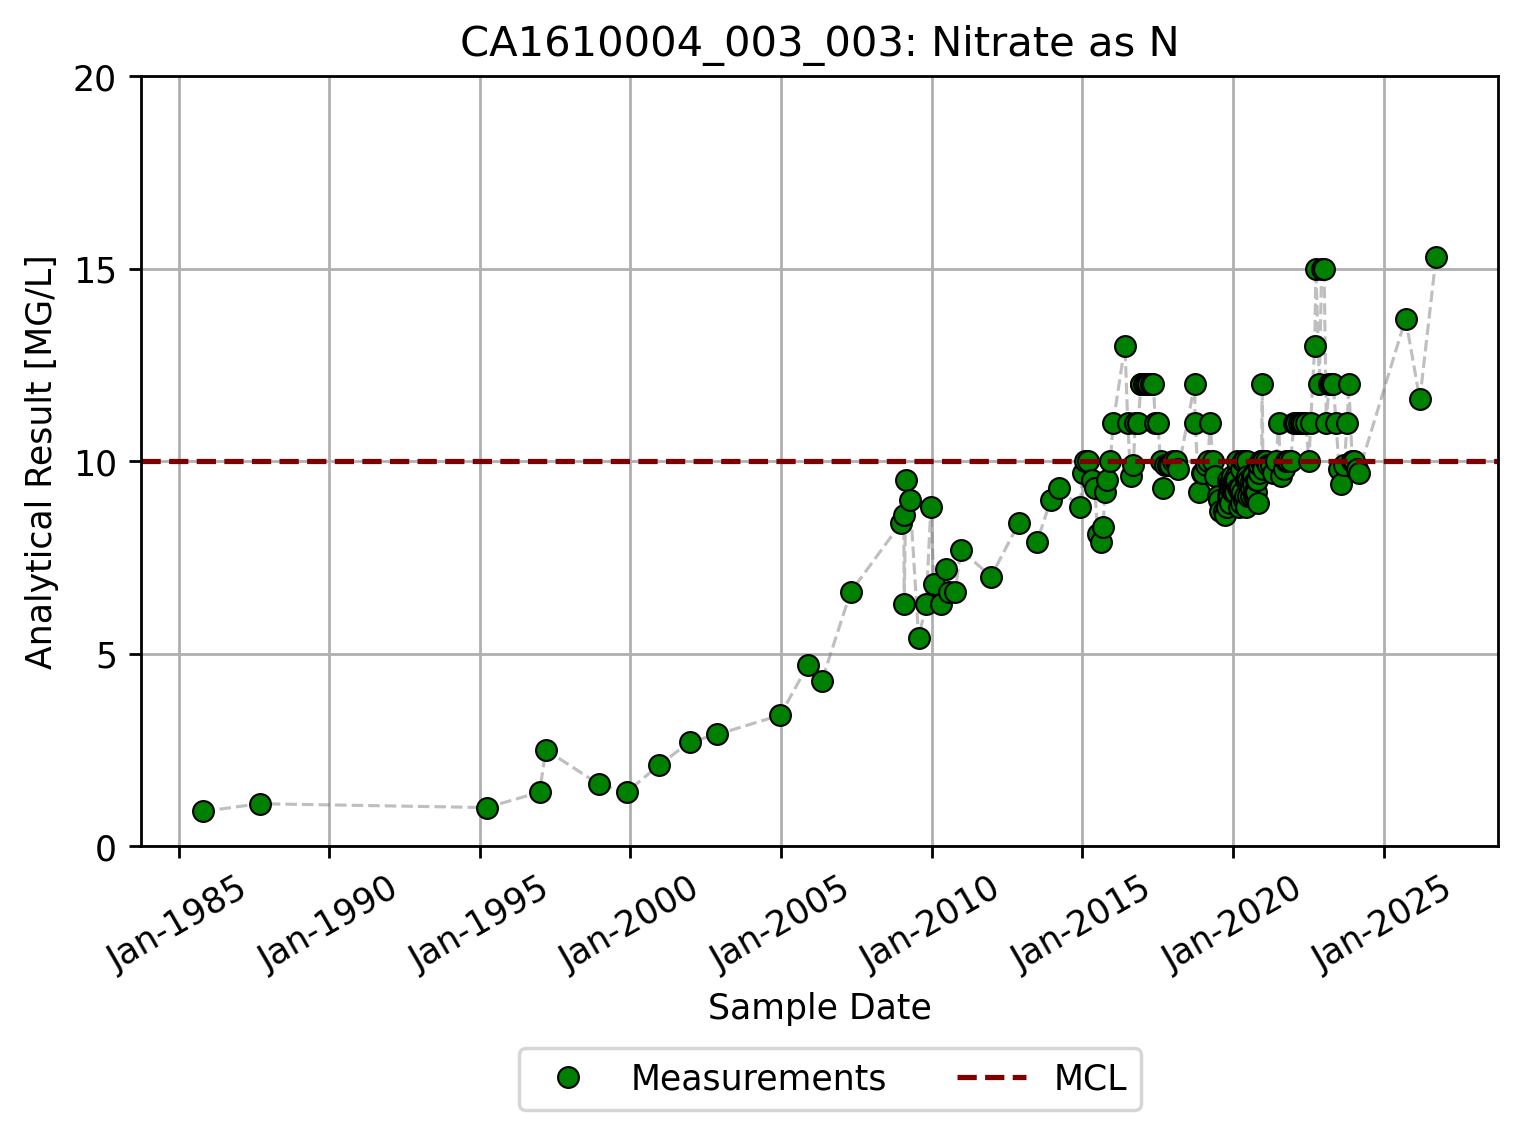 CA1610004_003_003: Nitrate as N
Analytical Result [MG/L]
20
15
10
5
0
Jan-1985
Jan-1990
Jan-1995
Jan-2000
Jan-2005
Jan-2010
Jan-2015
Jan-2020
Jan-2025
Sample Date
Measurements
MCL